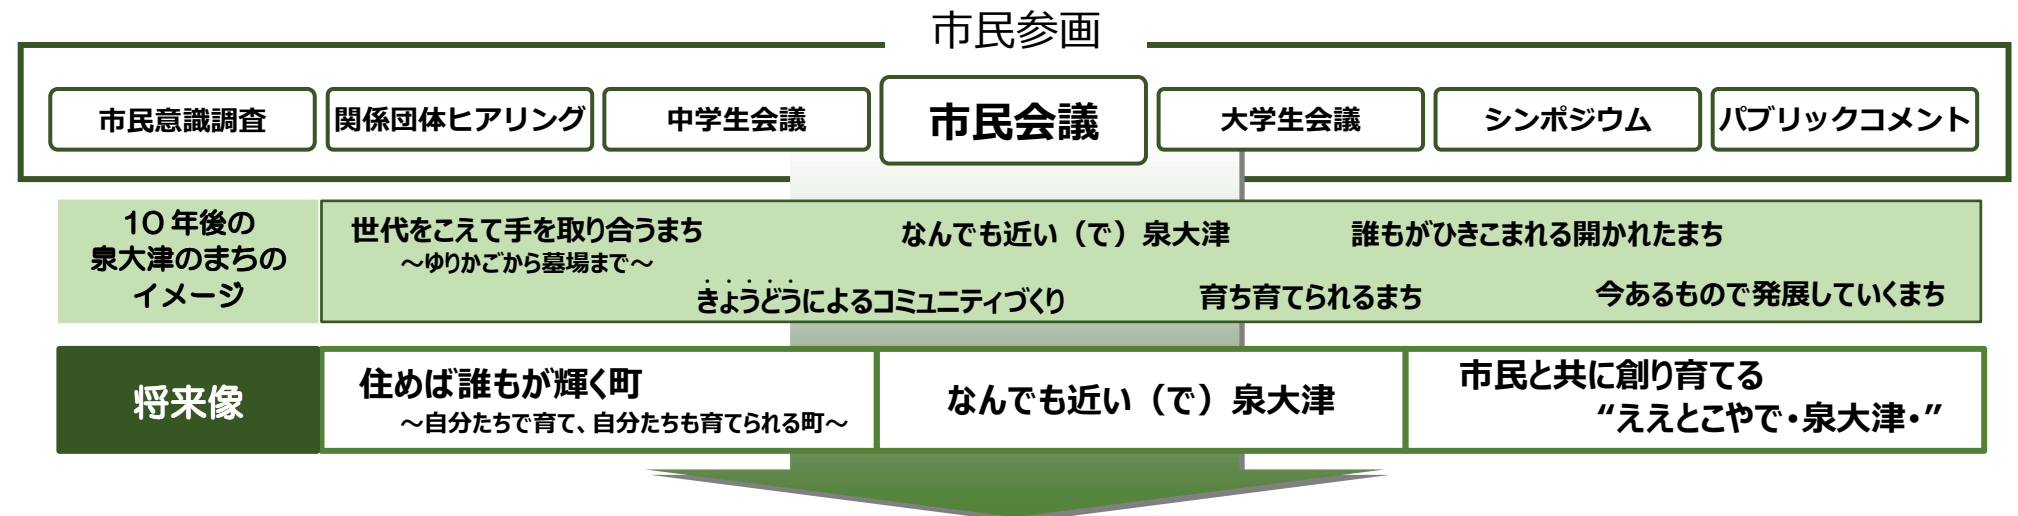 市民参画
市民意識調査
関係団体ヒアリング
中学生会議
市民会議
大学生会議
シンポジウム
パブリックコメント
10年後の
泉大津のまちの
イメージ
世代をこえて手を取り合うまち
～ゆりかごから墓場まで～
なんでも近い（で）泉大津
誰もがひきこまれる開かれたまち
きょうどうによるコミュニティづくり
育ち育てられるまち
今あるもので発展していくまち
将来像
住めば誰もが輝く町
～自分たちで育て、自分たちも育てられる町～
なんでも近い（で）泉大津
市民と共に創り育てる
“ええとこやで・泉大津・”